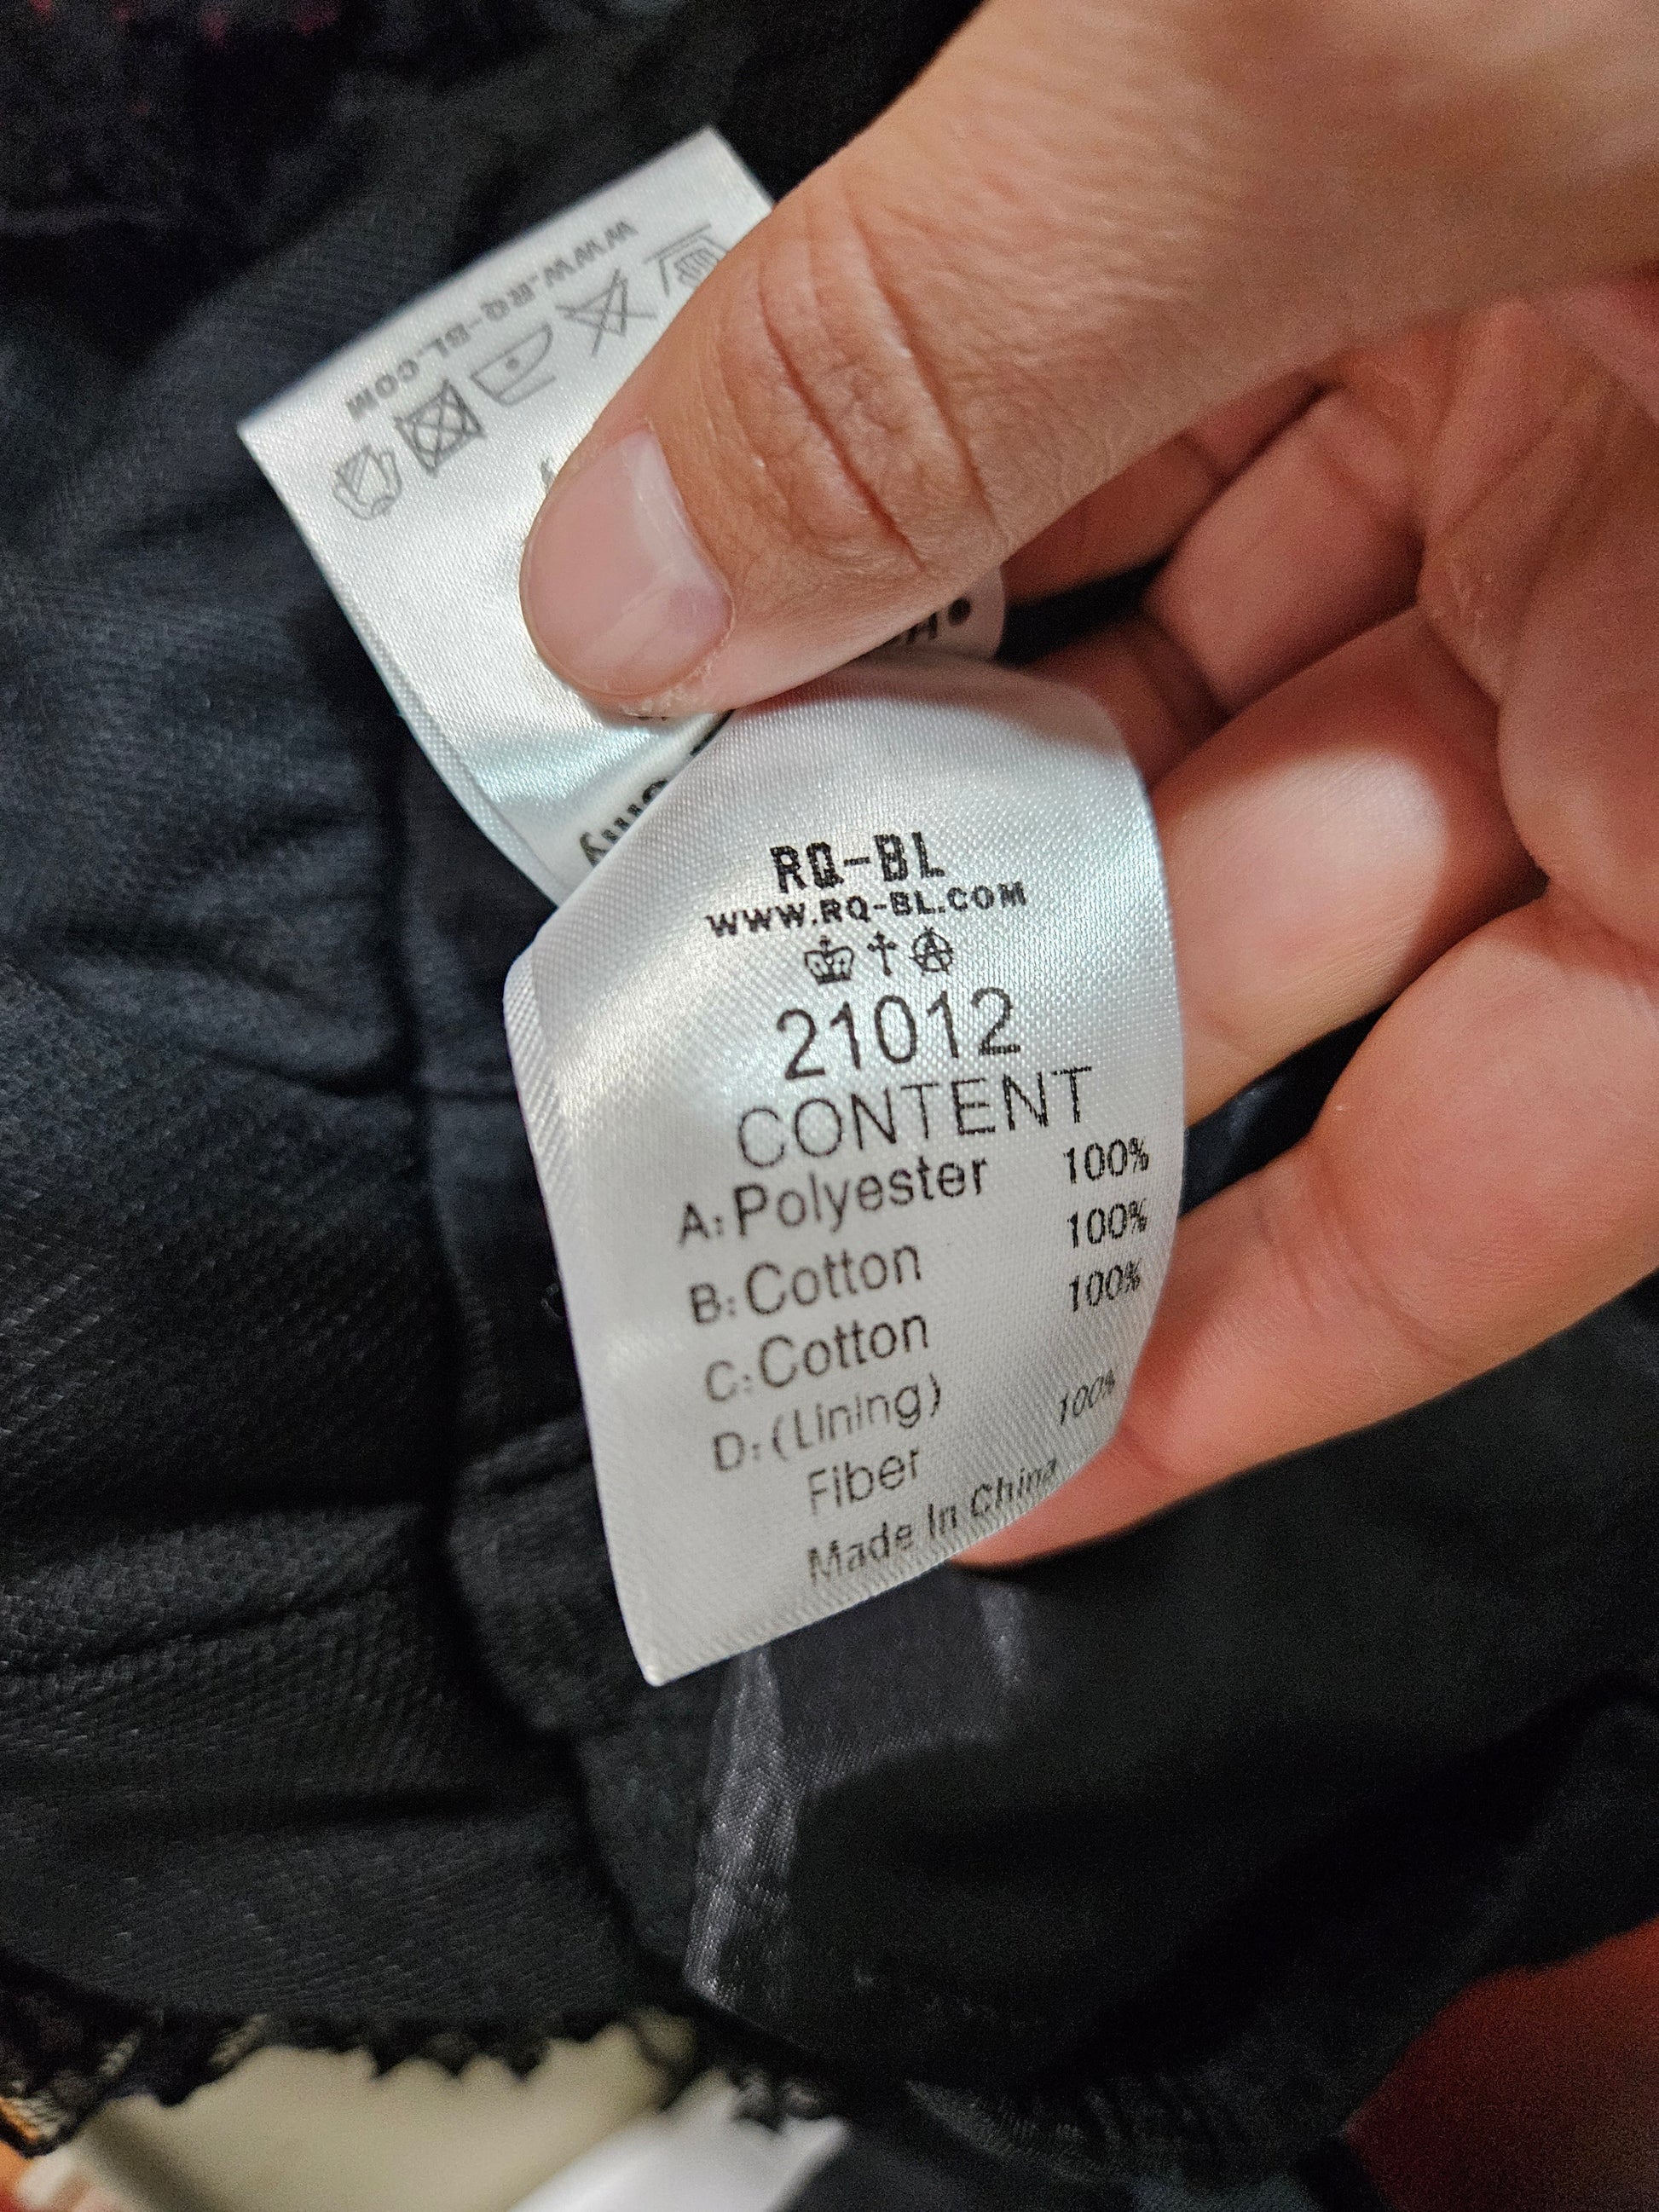 WWW.RQ-BL.COM
RQ-BL
WWW.RQ-BL.COM
21012
CONTENT
A:Polyester 100%
B:Cotton 100%
C:Cotton 100%
D:(Lining) 100%
Fiber
Made In China